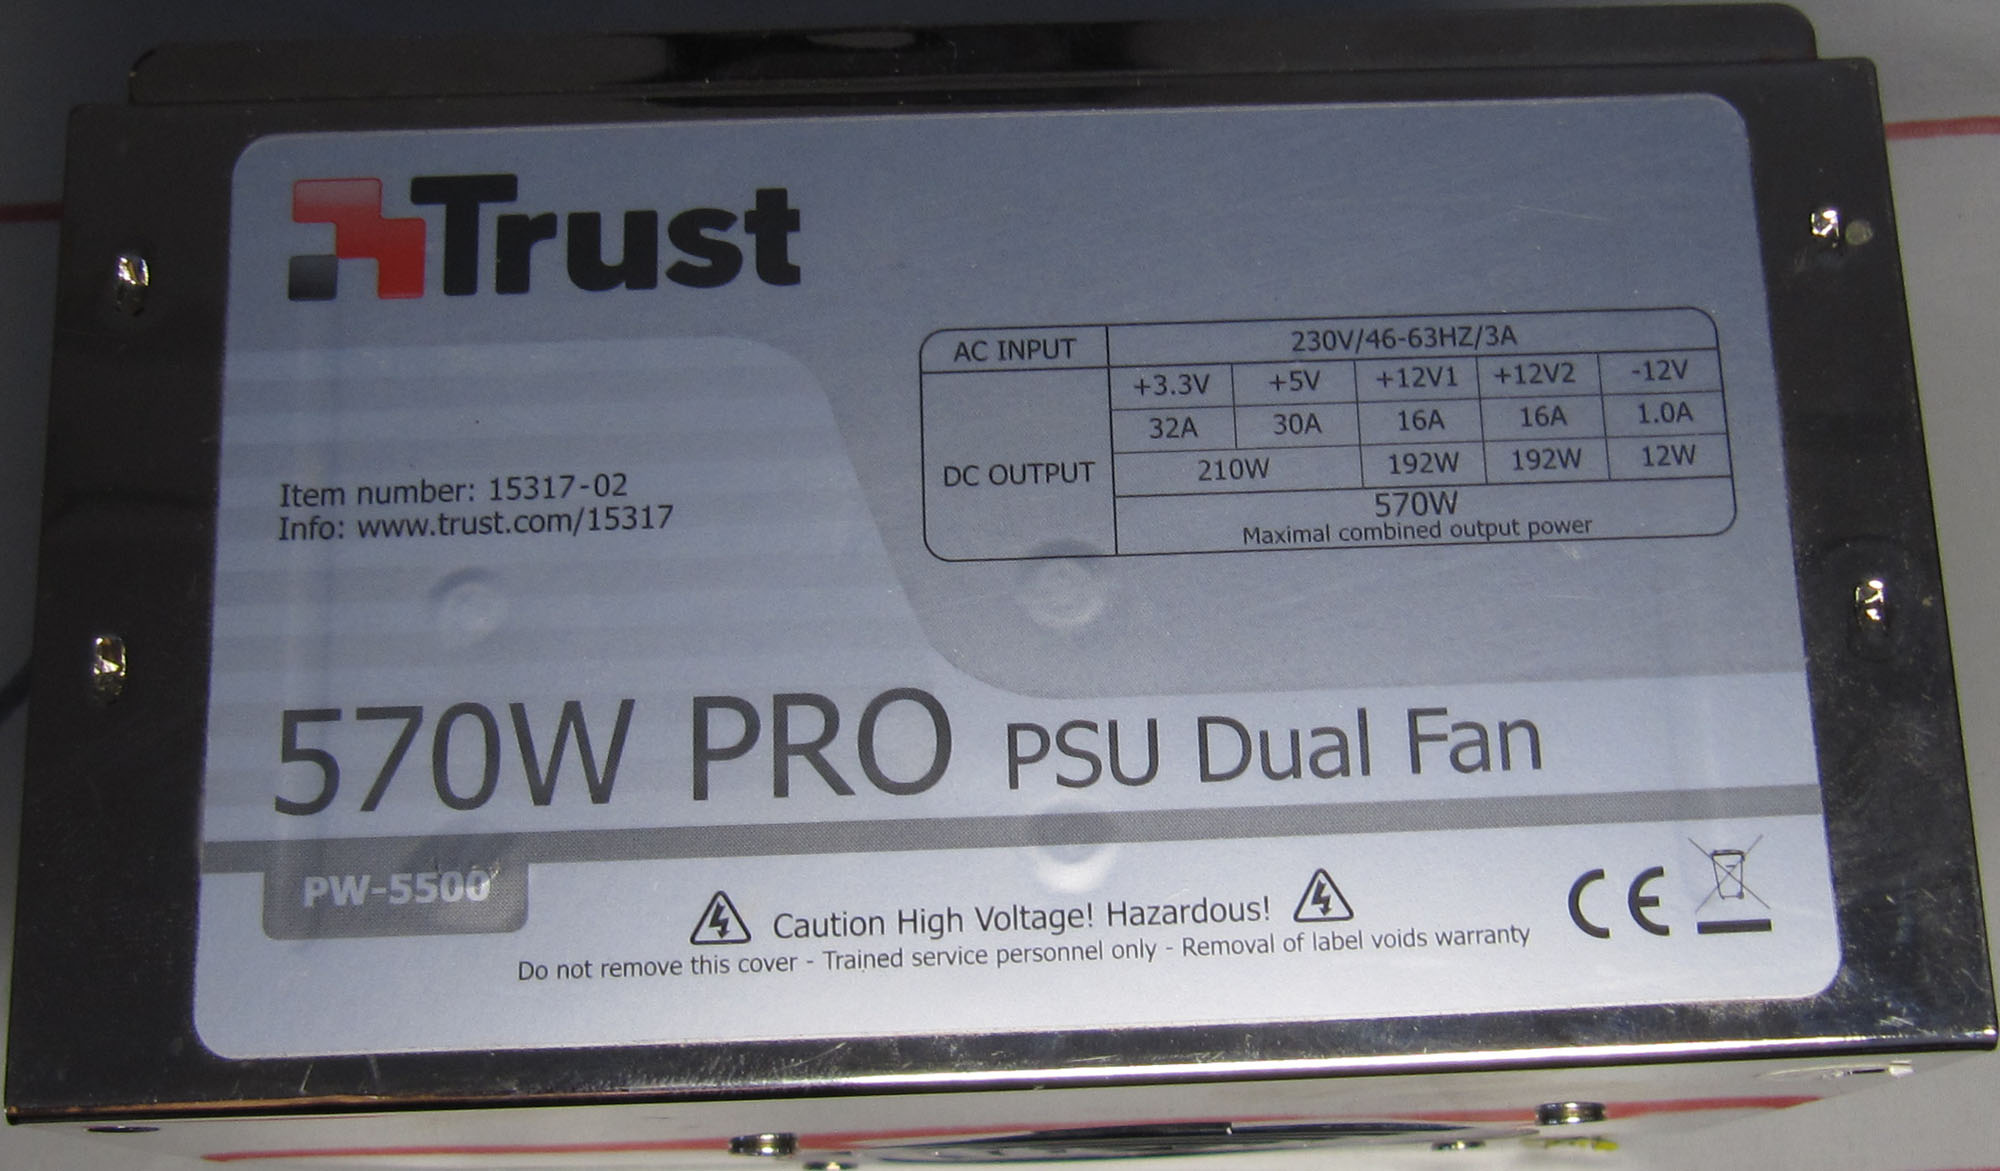 Trust
AC INPUT 230V/46-63HZ/3A
DC OUTPUT
+3.3V +5V +12V1 +12V2 -12V
32A 30A 16A 16A 1.0A
210W 192W 192W 12W
570W
Maximal combined output power
Item number: 15317-02
Info: www.trust.com/15317
570W PRO PSU Dual Fan
PW-5500
Caution High Voltage! Hazardous!
CE
Do not remove this cover - Trained service personnel only - Removal of label voids warranty